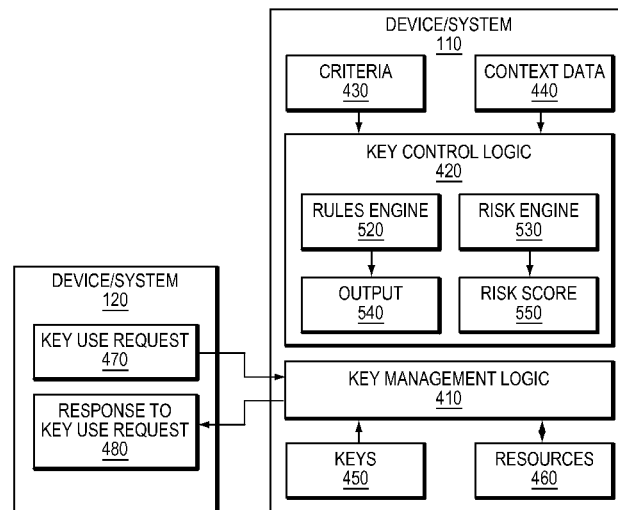 DEVICE/SYSTEM
110
CRITERIA
430
CONTEXT DATA
440
KEY CONTROL LOGIC
420
RULES ENGINE
520
RISK ENGINE
530
OUTPUT
540
RISK SCORE
550
DEVICE/SYSTEM
120
KEY USE REQUEST
470
RESPONSE TO
KEY USE REQUEST
480
KEY MANAGEMENT LOGIC
410
KEYS
450
RESOURCES
460